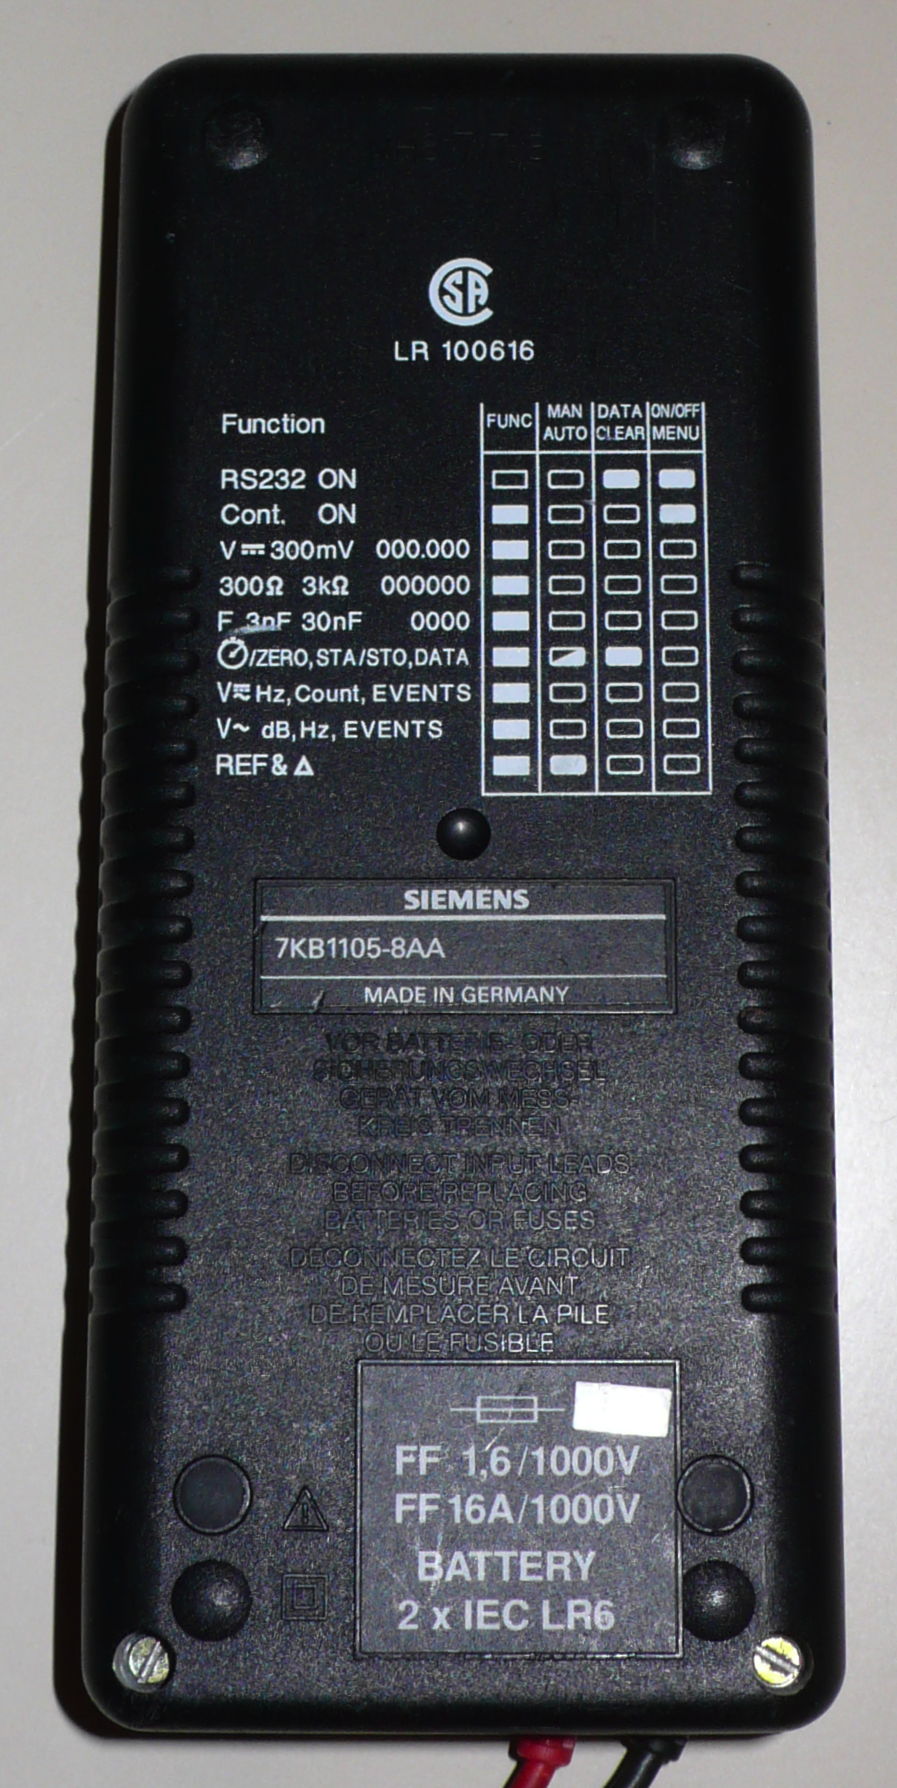 CSA
LR 100616
Function FUNC MAN AUTO DATA CLEAR ON/OFF MENU
RS232 ON
Cont. ON
V⎓300mV 000.000
300Ω 3kΩ 000000
F 3nF 30nF 0000
/ZERO,STA/STO,DATA
V≂Hz,Count,EVENTS
V~ dB,Hz,EVENTS
REF& Δ
SIEMENS
7KB1105-8AA
MADE IN GERMANY
VOR BATTERIE- ODER
SICHERUNGSWECHSEL
GERÄT VOM MESS-
KREIS TRENNEN
DISCONNECT INPUT LEADS
BEFORE REPLACING
BATTERIES OR FUSES
DECONNECTEZ LE CIRCUIT
DE MESURE AVANT
DE REMPLACER LA PILE
OU LE FUSIBLE
FF 1,6/1000V
FF 16A/1000V
BATTERY
2 x IEC LR6